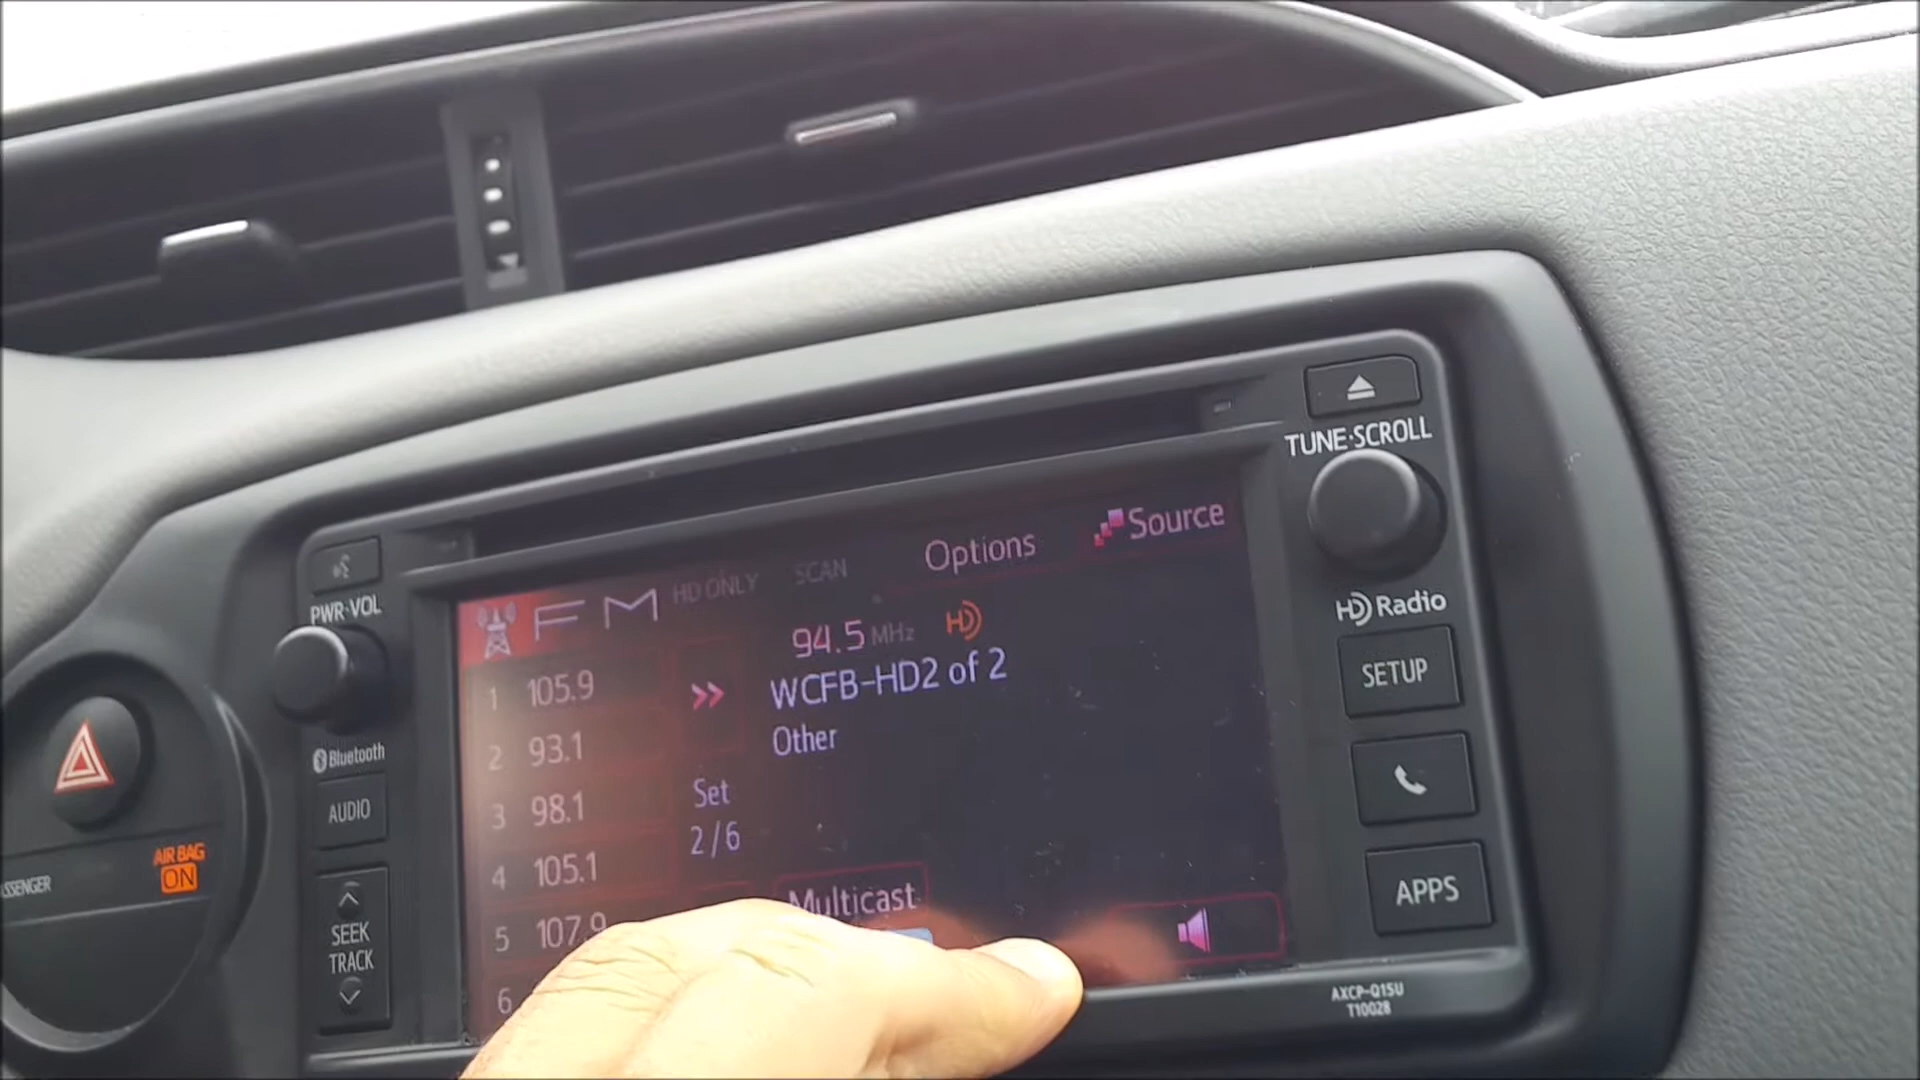 TUNE·SCROLL
PWR·VOL
HD Radio
SETUP
APPS
Bluetooth
AUDIO
SEEK
TRACK
AIR BAG
ON
SSENGER
AXCP-Q15U
T10028
FM
HD ONLY
SCAN
Options
Source
94.5 MHz HD
WCFB-HD2 of 2
Other
1 105.9
2 93.1
3 98.1
4 105.1
5 107.9
6
Set
2/6
Multicast